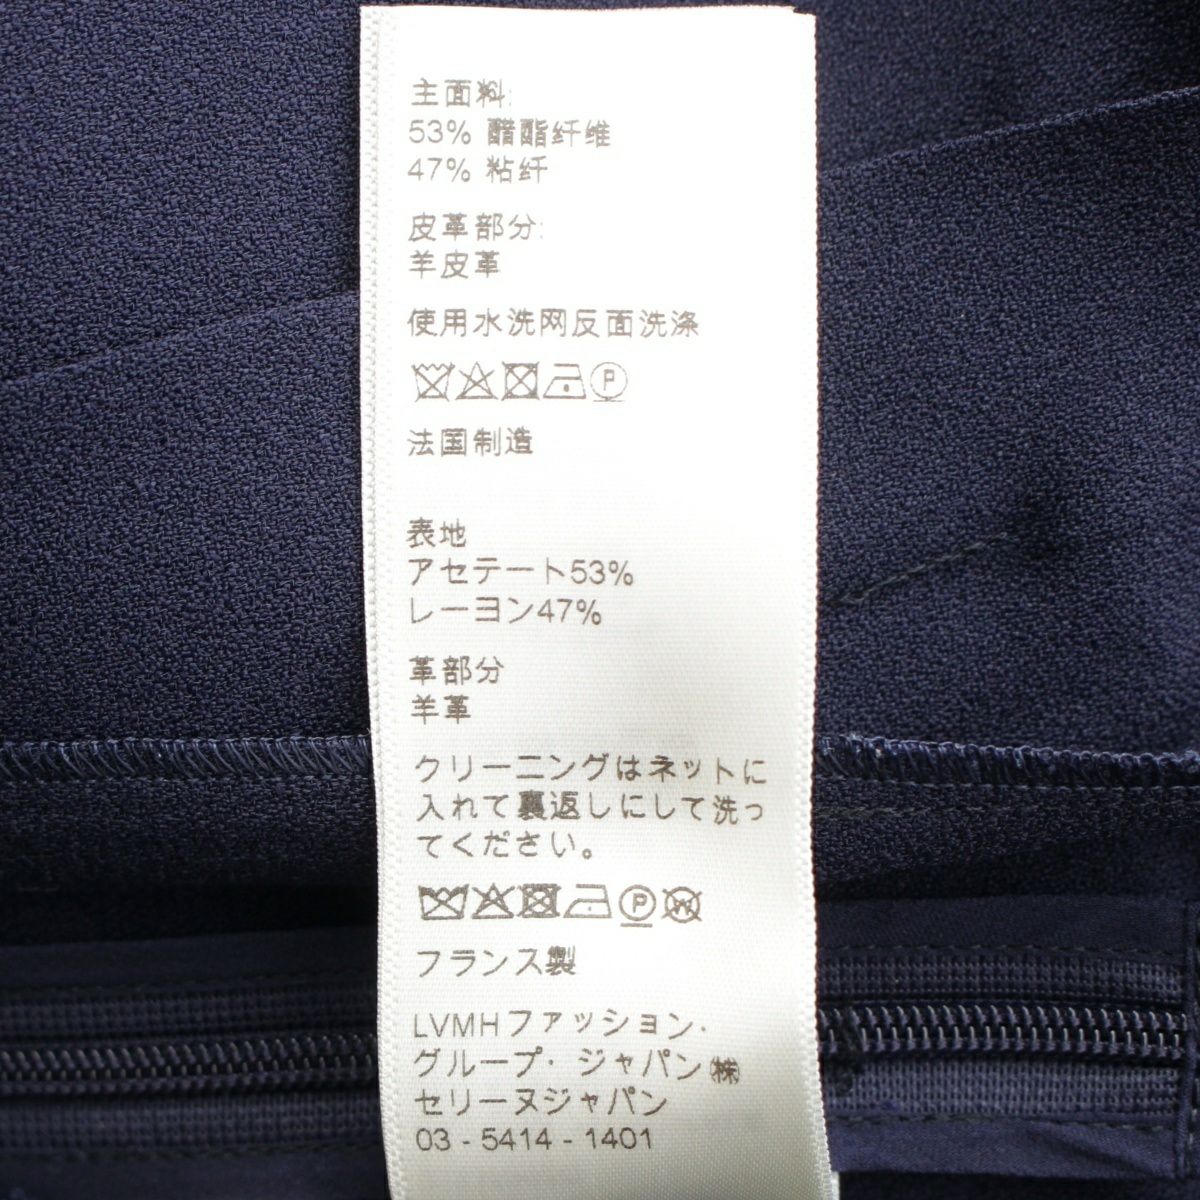 主面料:
53% 醋酯纤维
47% 粘纤
皮革部分:
羊皮革
使用水洗网反面洗涤
P
法国制造
表地
アセテート53%
レーヨン47%
革部分
羊革
クリーニングはネットに
入れて裏返しにして洗っ
てください。
P W
フランス製
LVMHファッション・
グループ・ジャパン㈱
セリーヌジャパン
03 - 5414 - 1401